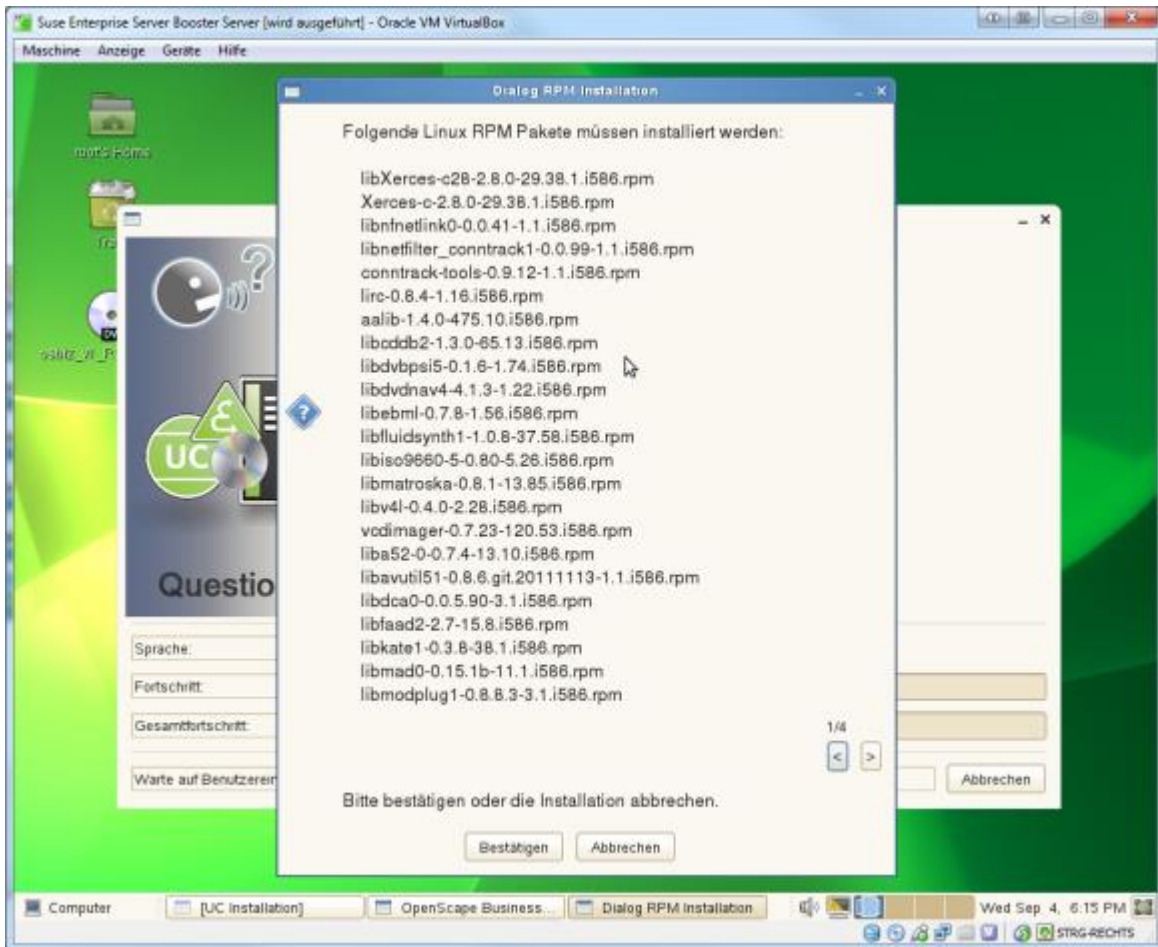 Suse Enterprise Server Booster Server [wird ausgeführt] - Oracle VM VirtualBox
Maschine Anzeige Geräte Hilfe
Dialog RPM Installation
root's Home
Folgende Linux RPM Pakete müssen installiert werden:
libXerces-c28-2.8.0-29.38.1.i586.rpm
Xerces-c-2.8.0-29.38.1.i586.rpm
libnfnetlink0-0.0.41-1.1.i586.rpm
libnetfilter_conntrack1-0.0.99-1.1.i586.rpm
conntrack-tools-0.9.12-1.1.i586.rpm
lirc-0.8.4-1.16.i586.rpm
aalib-1.4.0-475.10.i586.rpm
libcddb2-1.3.0-65.13.i586.rpm
libdvbpsi5-0.1.6-1.74.i586.rpm
libdvdnav4-4.1.3-1.22.i586.rpm
libebml-0.7.8-1.56.i586.rpm
libfluidsynth1-1.0.8-37.58.i586.rpm
libiso9660-5-0.80-5.26.i586.rpm
libmatroska-0.8.1-13.85.i586.rpm
libv4l-0.4.0-2.28.i586.rpm
vcdimager-0.7.23-120.53.i586.rpm
liba52-0-0.7.4-13.10.i586.rpm
libavutil51-0.8.6.git.20111113-1.1.i586.rpm
libdca0-0.0.5.90-3.1.i586.rpm
libfaad2-2.7-15.8.i586.rpm
libkate1-0.3.8-38.1.i586.rpm
libmad0-0.15.1b-11.1.i586.rpm
libmodplug1-0.8.8.3-3.1.i586.rpm
1/4
< >
Bitte bestätigen oder die Installation abbrechen.
Bestätigen Abbrechen
UC
Questio
Sprache:
Fortschritt:
Gesamtfortschritt:
Warte auf Benutzerein
Abbrechen
Computer [UC Installation] OpenScape Business... Dialog RPM Installation Wed Sep 4, 6:15 PM
STRG-RECHTS